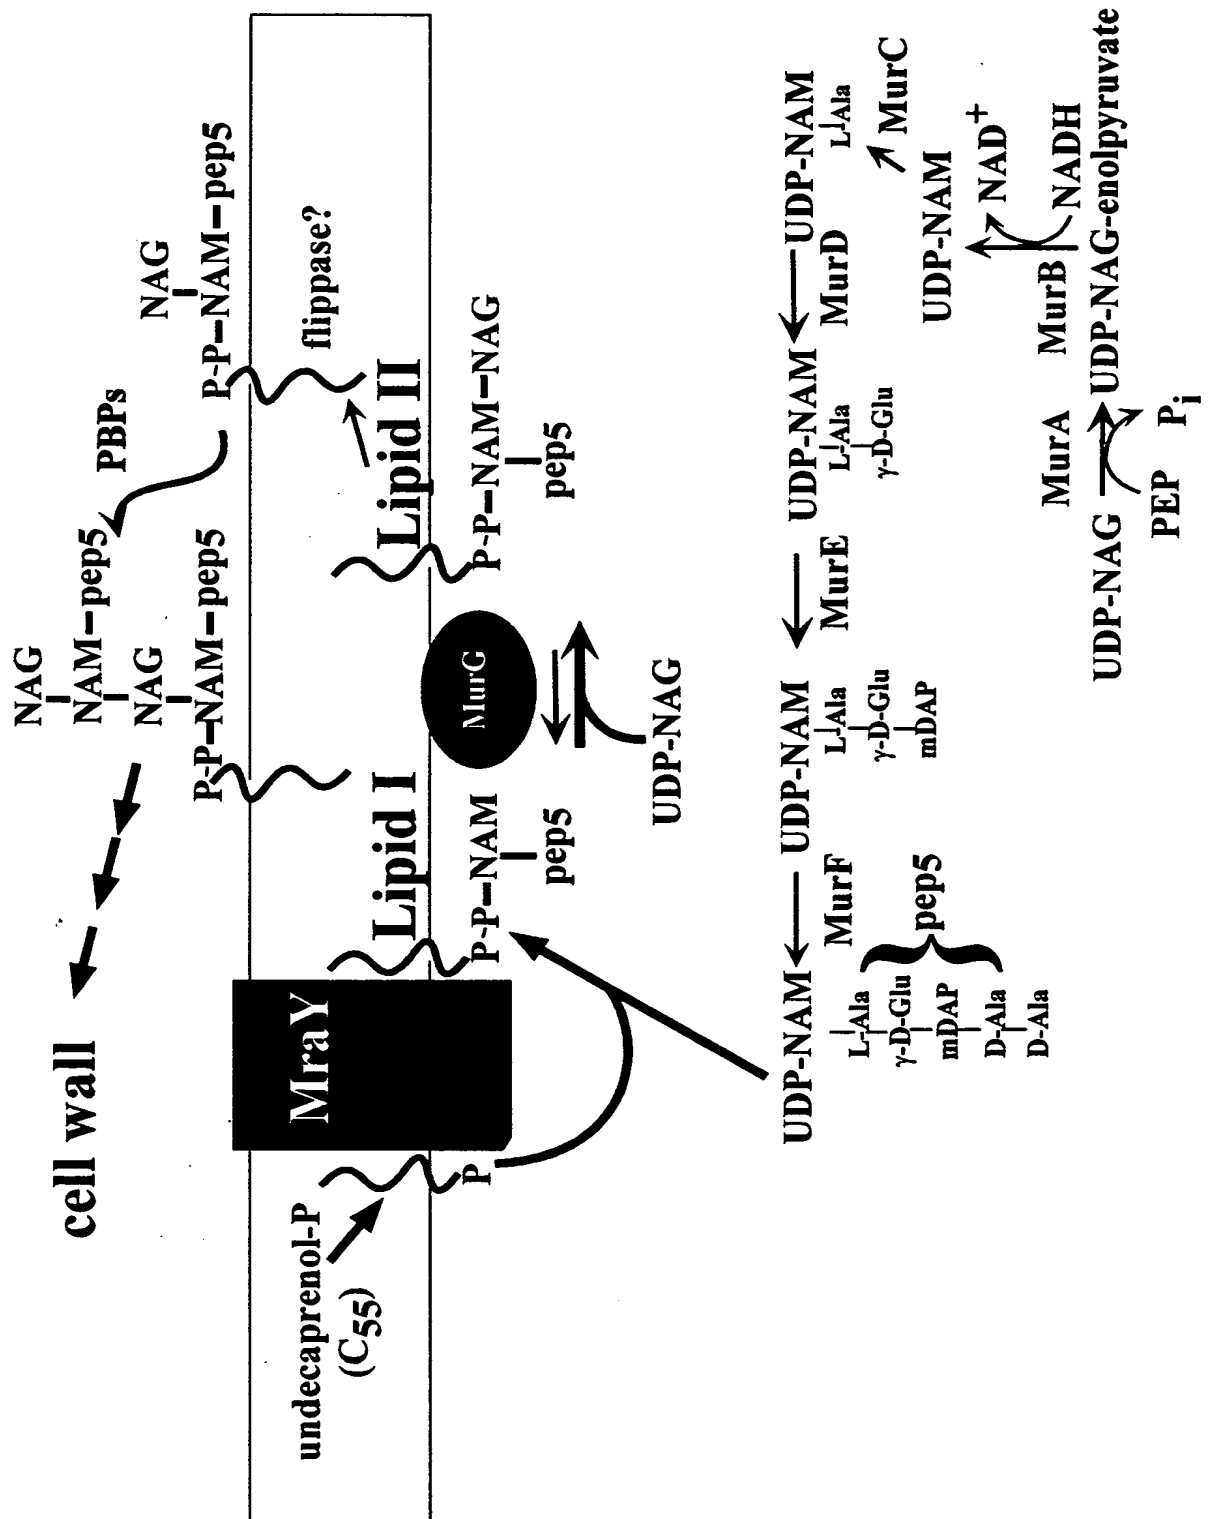 cell wall
NAG
NAM-pep5
NAG
P-P-NAM-pep5
PBPs
NAG
P-P-NAM-pep5
undecaprenol-P
(C55)
P
MraY
Lipid I
P-P-NAM
pep5
MurG
UDP-NAG
Lipid II
P-P-NAM-NAG
pep5
flippase?
UDP-NAM
L-Ala
γ-D-Glu
mDAP
D-Ala
D-Ala
pep5
MurF
UDP-NAM
L-Ala
γ-D-Glu
mDAP
MurE
UDP-NAM
L-Ala
γ-D-Glu
MurD
UDP-NAM
L-Ala
MurC
UDP-NAM
NAD+
MurB
NADH
UDP-NAG
MurA
UDP-NAG-enolpyruvate
PEP
Pi